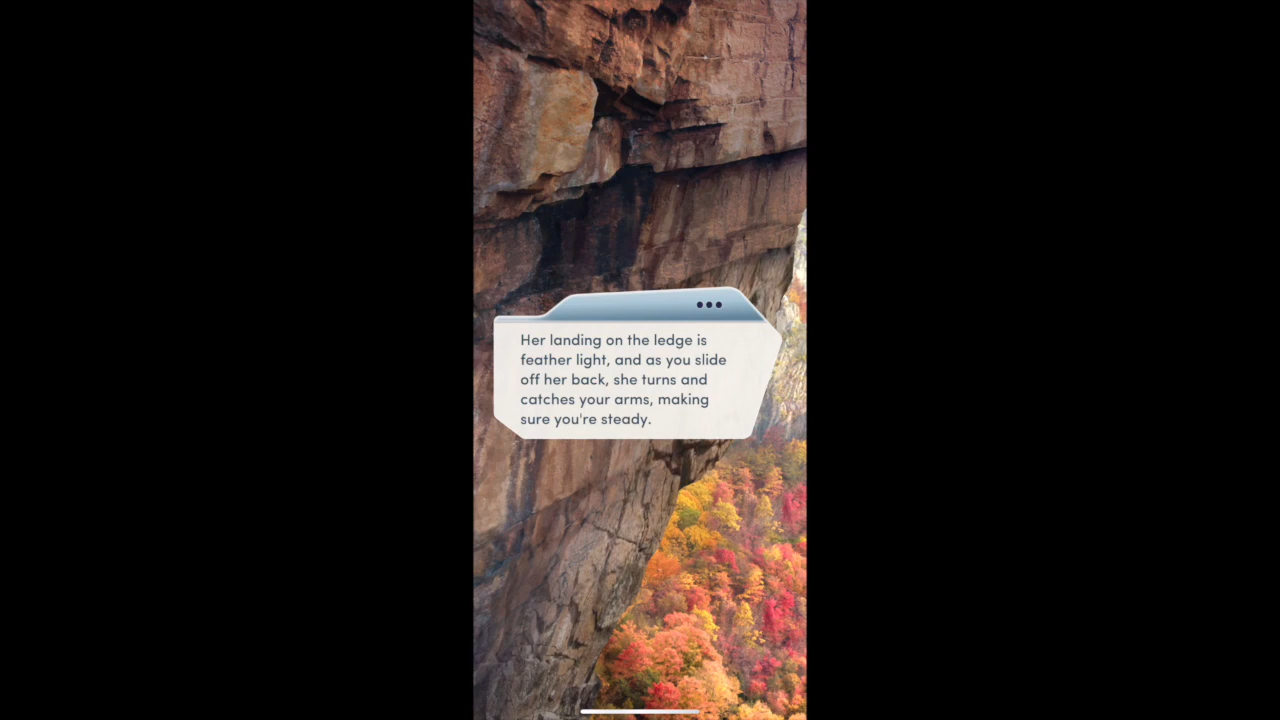 Her landing on the ledge is
feather light, and as you slide
off her back, she turns and
catches your arms, making
sure you're steady.